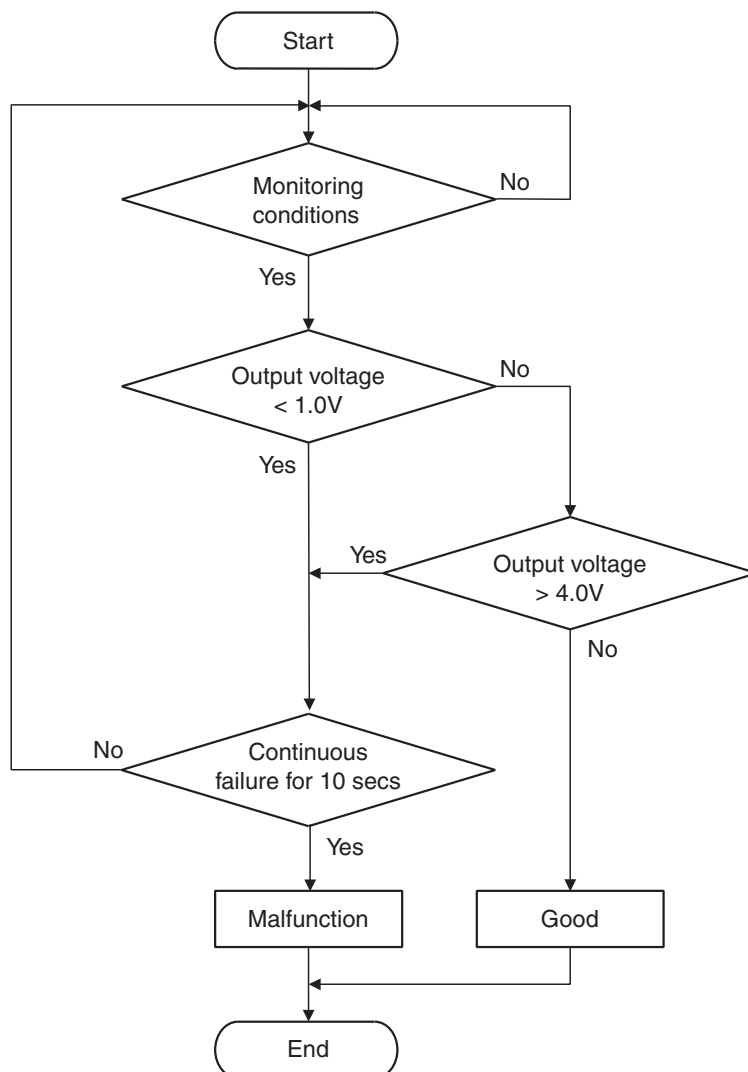 Start
Monitoring
conditions
No
Yes
Output voltage
< 1.0V
No
Yes
Output voltage
> 4.0V
Yes
No
Continuous
failure for 10 secs
No
Yes
Malfunction
Good
End